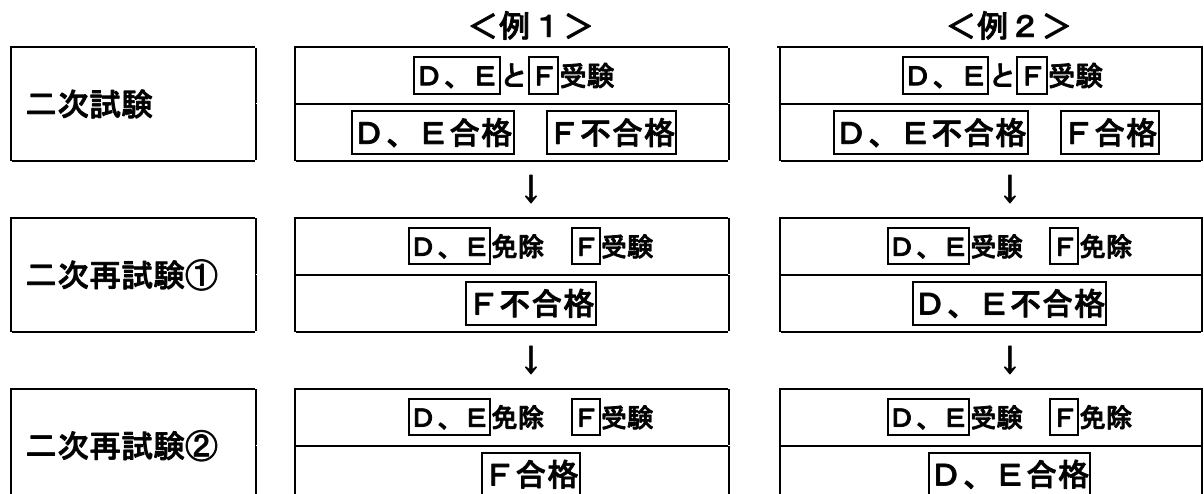 ＜例１＞ ＜例２＞
二次試験
Ｄ、ＥとＦ受験 Ｄ、ＥとＦ受験
Ｄ、Ｅ合格 Ｆ不合格 Ｄ、Ｅ不合格 Ｆ合格
↓ ↓
二次再試験①
Ｄ、Ｅ免除 Ｆ受験 Ｄ、Ｅ受験 Ｆ免除
Ｆ不合格 Ｄ、Ｅ不合格
↓ ↓
二次再試験②
Ｄ、Ｅ免除 Ｆ受験 Ｄ、Ｅ受験 Ｆ免除
Ｆ合格 Ｄ、Ｅ合格